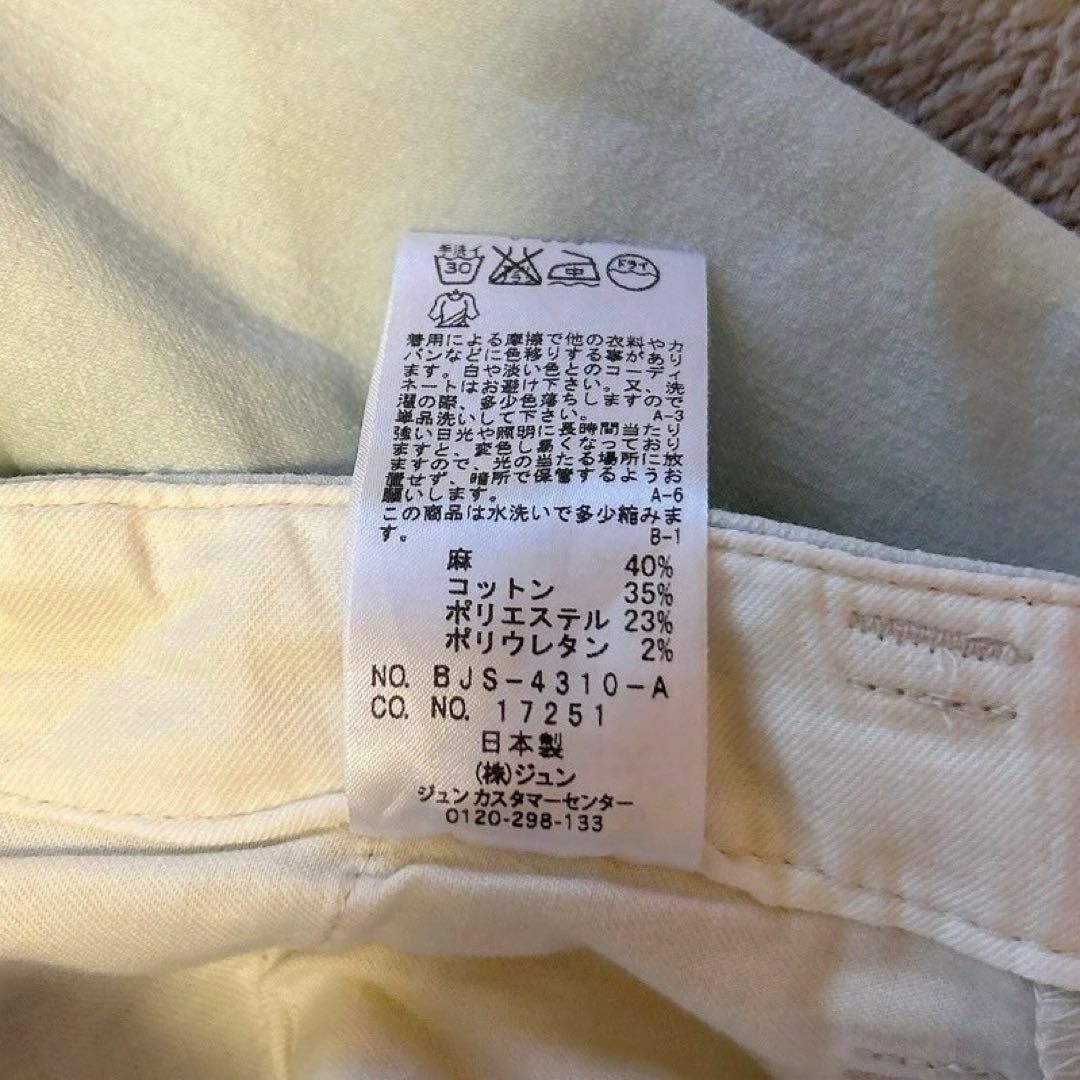 手洗イ
30
中
ドライ
着用による摩擦で他の衣料やカ
バンなどに色移りする事があり
ます。白や淡い色とのコーディ
ネートはお避け下さい。又、洗
濯の際、多少色落ちしますので
単品洗いして下さい。 A-3
強い日光や照明に長時間当たり
ますと、変色し易くなっており
ますので、光の当たる場所に放
置せず、暗所で保管するようお
願いします。 A-6
この商品は水洗いで多少縮みま
す。 B-1
麻 40%
コットン 35%
ポリエステル 23%
ポリウレタン 2%
NO. BJS-4310-A
CO. NO. 17251
日本製
(株)ジュン
ジュン カスタマーセンター
0120-298-133